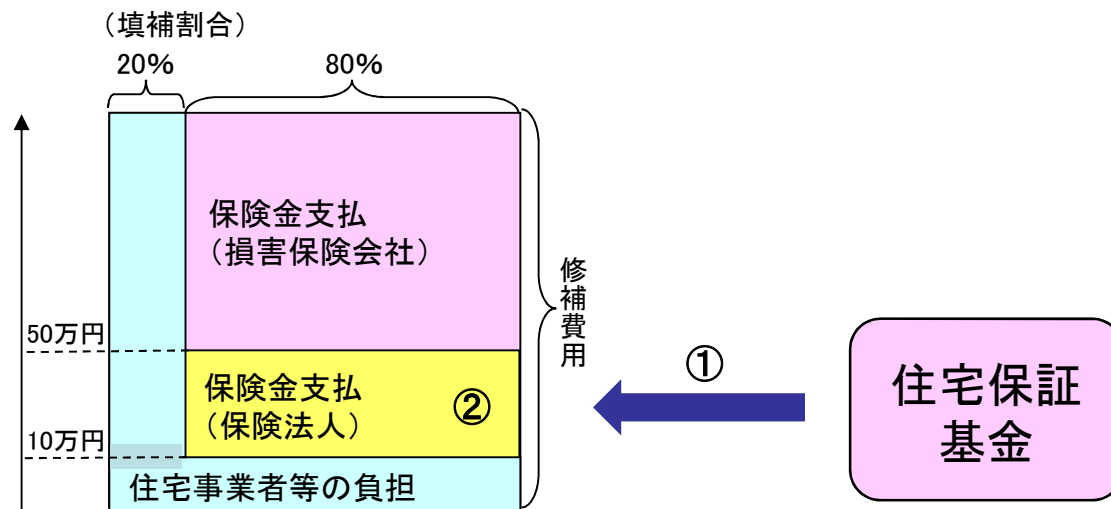 （填補割合）
20%
80%
保険金支払
（損害保険会社）
修補費用
50万円
保険金支払
（保険法人）
②
10万円
住宅事業者等の負担
①
住宅保証
基金